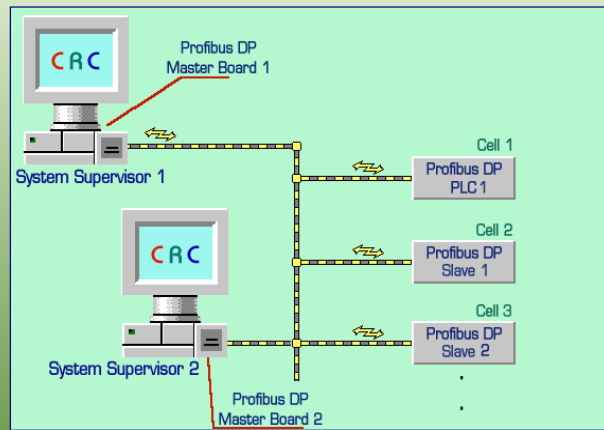 Profibus DP
Master Board 1
CRC
System Supervisor 1
Cell 1
Profibus DP
PLC 1
Cell 2
Profibus DP
Slave 1
CRC
System Supervisor 2
Cell 3
Profibus DP
Slave 2
Profibus DP
Master Board 2